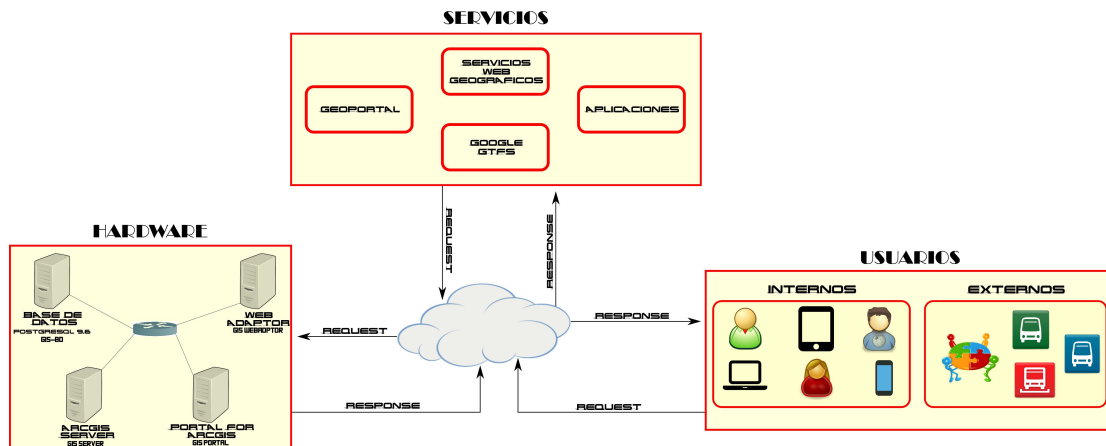 SERVICIOS
SERVICIOS
WEB
GEOGRAFICOS
GEOPORTAL
APLICACIONES
GOOGLE
GTFS
REQUEST
RESPONSE
HARDWARE
BASE DE
DATOS
POSTGRESQL 9.6
GIS-BD
WEB
ADAPTOR
GIS WEBADPTOR
ARCGIS
SERVER
GIS SERVER
PORTAL FOR
ARCGIS
GIS PORTAL
REQUEST
RESPONSE
RESPONSE
REQUEST
USUARIOS
INTERNOS
EXTERNOS